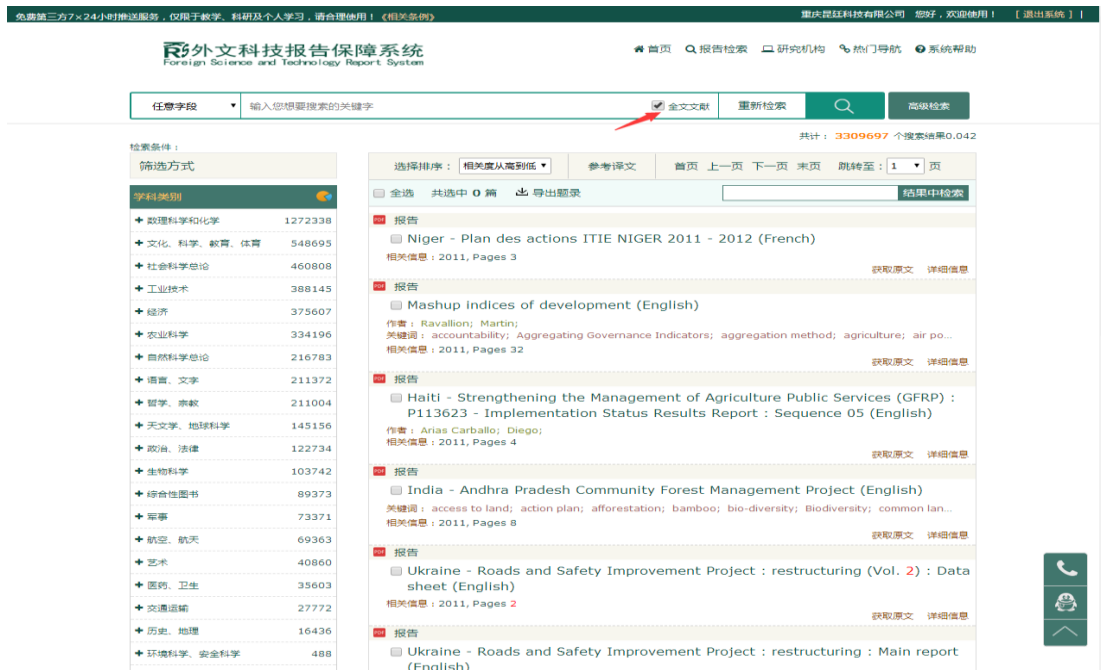 免费第三方7×24小时推送服务，仅限于教学、科研及个人学习，请合理使用！《相关条例》
重庆昆廷科技有限公司 您好，欢迎使用！ [ 退出系统 ]
外文科技报告保障系统
Foreign Science and Technology Report System
首页 报告检索 研究机构 热门导航 系统帮助
任意字段 输入您想要搜索的关键字 全文文献 重新检索 高级检索
共计： 3309697 个搜索结果0.042
检索条件：
筛选方式
选择排序： 相关度从高到低 参考译文 首页 上一页 下一页 末页 跳转至： 1 页
全选 共选中 0 篇 导出题录 结果中检索
学科类别
数理科学和化学 1272338
文化、科学、教育、体育 548695
社会科学总论 460808
工业技术 388145
经济 375607
农业科学 334196
自然科学总论 216783
语言、文字 211372
哲学、宗教 211004
天文学、地球科学 145156
政治、法律 122734
生物科学 103742
综合性图书 89373
军事 73371
航空、航天 69363
艺术 40860
医药、卫生 35603
交通运输 27772
历史、地理 16436
环境科学、安全科学 488
PDF 报告
Niger - Plan des actions ITIE NIGER 2011 - 2012 (French)
相关信息：2011, Pages 3
获取原文 详细信息
PDF 报告
Mashup indices of development (English)
作者： Ravallion; Martin;
关键词： accountability; Aggregating Governance Indicators; aggregation method; agriculture; air po...
相关信息：2011, Pages 32
获取原文 详细信息
PDF 报告
Haiti - Strengthening the Management of Agriculture Public Services (GFRP) :
P113623 - Implementation Status Results Report : Sequence 05 (English)
作者： Arias Carballo; Diego;
相关信息：2011, Pages 4
获取原文 详细信息
PDF 报告
India - Andhra Pradesh Community Forest Management Project (English)
关键词： access to land; action plan; afforestation; bamboo; bio-diversity; Biodiversity; common lan...
相关信息：2011, Pages 8
获取原文 详细信息
PDF 报告
Ukraine - Roads and Safety Improvement Project : restructuring (Vol. 2) : Data
sheet (English)
相关信息：2011, Pages 2
获取原文 详细信息
PDF 报告
Ukraine - Roads and Safety Improvement Project : restructuring : Main report
(English)